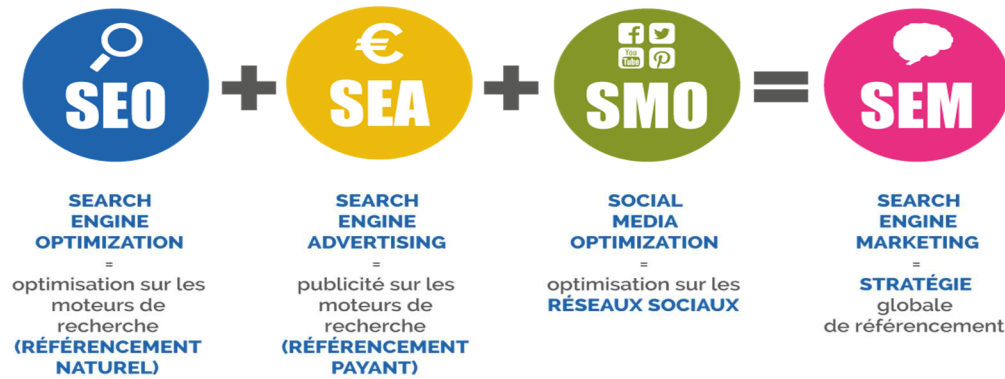 SEO + SEA + SMO = SEM
You
Tube
€
SEARCH
ENGINE
OPTIMIZATION
=
optimisation sur les
moteurs de
recherche
(RÉFÉRENCEMENT
NATUREL)
SEARCH
ENGINE
ADVERTISING
=
publicité sur les
moteurs de
recherche
(RÉFÉRENCEMENT
PAYANT)
SOCIAL
MEDIA
OPTIMIZATION
=
optimisation sur les
RÉSEAUX SOCIAUX
SEARCH
ENGINE
MARKETING
=
STRATÉGIE
globale
de référencement